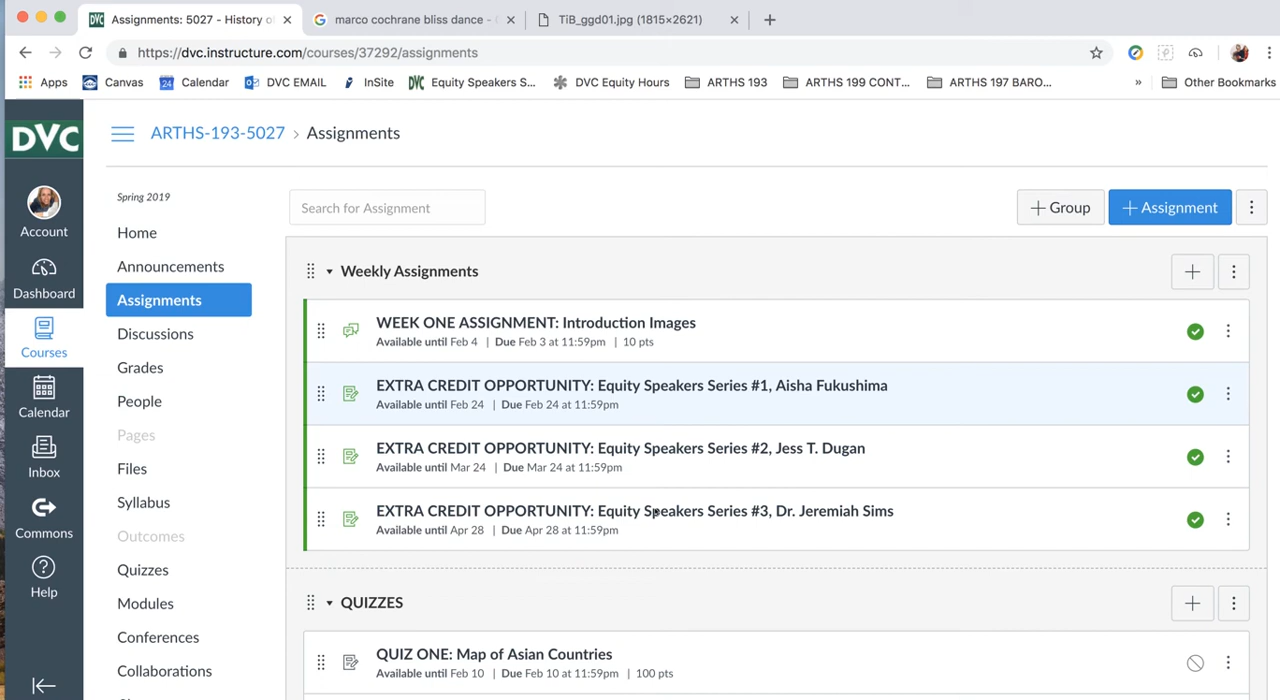 DVC Assignments: 5027 - History o
marco cochrane bliss dance -
TiB_ggd01.jpg (1815×2621)
https://dvc.instructure.com/courses/37292/assignments
Apps Canvas 24 Calendar DVC EMAIL InSite DVC Equity Speakers S... DVC Equity Hours ARTHS 193 ARTHS 199 CONT... ARTHS 197 BARO... » Other Bookmarks
DVC
Account
Dashboard
Courses
Calendar
Inbox
Commons
Help
ARTHS-193-5027 › Assignments
Spring 2019
Home
Announcements
Assignments
Discussions
Grades
People
Pages
Files
Syllabus
Outcomes
Quizzes
Modules
Conferences
Collaborations
Search for Assignment
+ Group
+ Assignment
Weekly Assignments
WEEK ONE ASSIGNMENT: Introduction Images
Available until Feb 4 | Due Feb 3 at 11:59pm | 10 pts
EXTRA CREDIT OPPORTUNITY: Equity Speakers Series #1, Aisha Fukushima
Available until Feb 24 | Due Feb 24 at 11:59pm
EXTRA CREDIT OPPORTUNITY: Equity Speakers Series #2, Jess T. Dugan
Available until Mar 24 | Due Mar 24 at 11:59pm
EXTRA CREDIT OPPORTUNITY: Equity Speakers Series #3, Dr. Jeremiah Sims
Available until Apr 28 | Due Apr 28 at 11:59pm
QUIZZES
QUIZ ONE: Map of Asian Countries
Available until Feb 10 | Due Feb 10 at 11:59pm | 100 pts